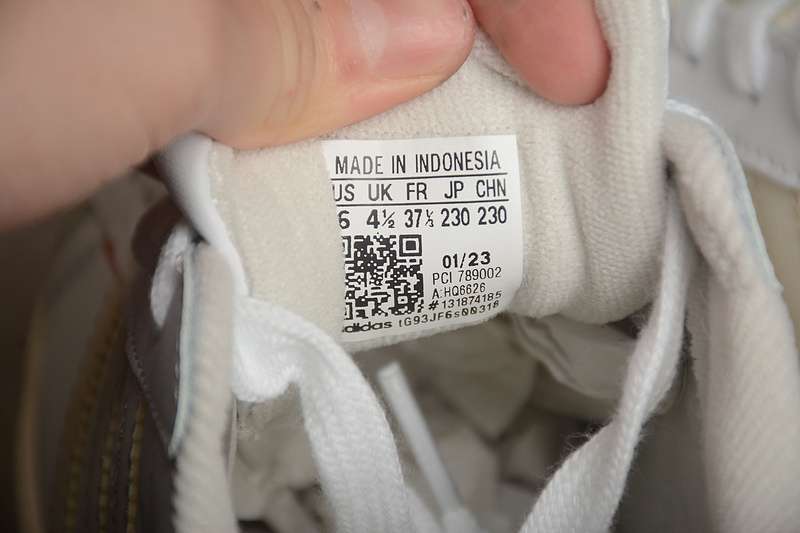 MADE IN INDONESIA
US UK FR JP CHN
6 4½ 37⅓ 230 230
01/23
PCI 789002
A:HQ6626
#131874185
adidas tG93JF6s00318